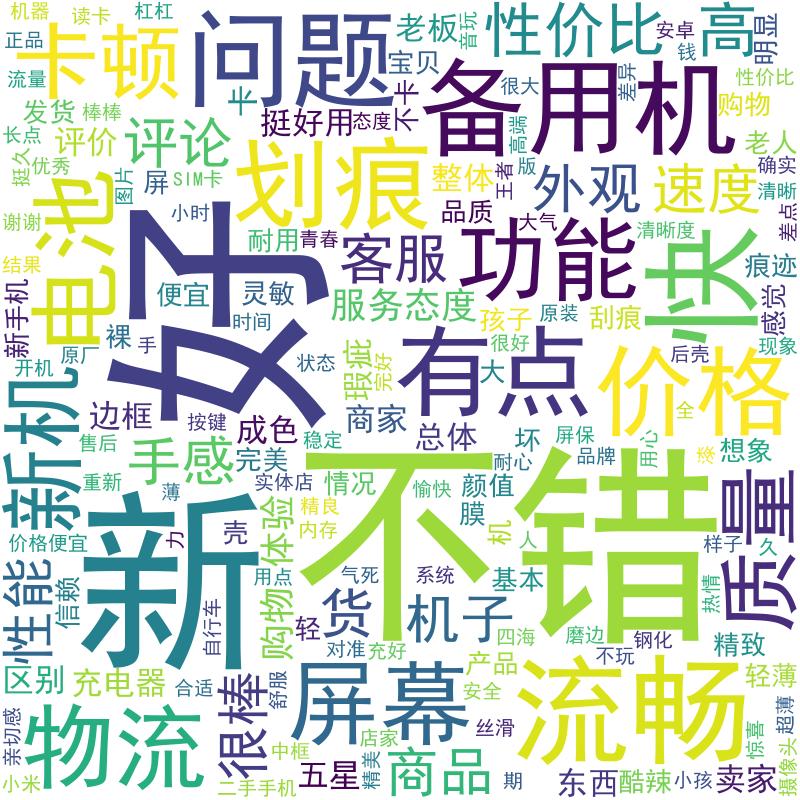 机器
读卡
杠杠
正品
卡顿
问题
老板
音玩
性价比
安卓
钱
高
明显
流量
卡
宝贝
很大
差异
性价比
发货
棒棒
挺好用
态度
不卡
备用机
购物
长点
评价
评论
高端
老人
挺久
优秀
图片
屏
SIM卡
划痕
整体
王者
版
外观
速度
确实
清晰
差点
谢谢
电池
小时
品质
大气
清晰度
结果
好
耐用
青春
客服
功能
快
痕迹
感觉
新手机
便宜
灵敏
服务态度
孩子
原装
刮痕
时间
原厂
裸
手
很好
后壳
现象
开机
状态
瑕疵
完好
大
有点
价格
新机
边框
按键
成色
商家
总体
坏
屏保
全
售后
手感
完美
稳定
耐心
品牌
用心
漆
想象
重新
薄
实体店
情况
愉快
颜值
不错
质量
新
力
壳
体验
精良
内存
膜
机
人
样子
久
价格便宜
性能
信赖
用点
气死
系统
基本
热情
自行车
购物
轻
货
机子
四海
磨边
钢化
精致
对准
充好
不玩
区别
充电器
合适
很棒
舒服
屏幕
产品
安全
流畅
轻薄
超薄
亲切感
物流
中框
店家
丝滑
惊喜
摄像头
小米
二手手机
五星
精美
商品
期
东西
酷辣
小孩
卖家